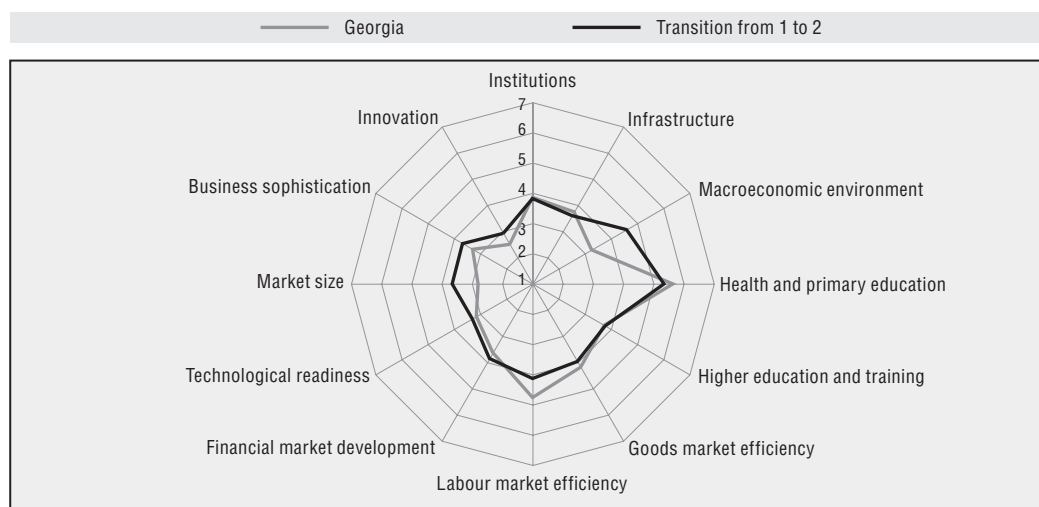 Georgia
Transition from 1 to 2
Institutions
Infrastructure
Macroeconomic environment
Health and primary education
Higher education and training
Goods market efficiency
Labour market efficiency
Financial market development
Technological readiness
Market size
Business sophistication
Innovation
7
6
5
4
3
2
1